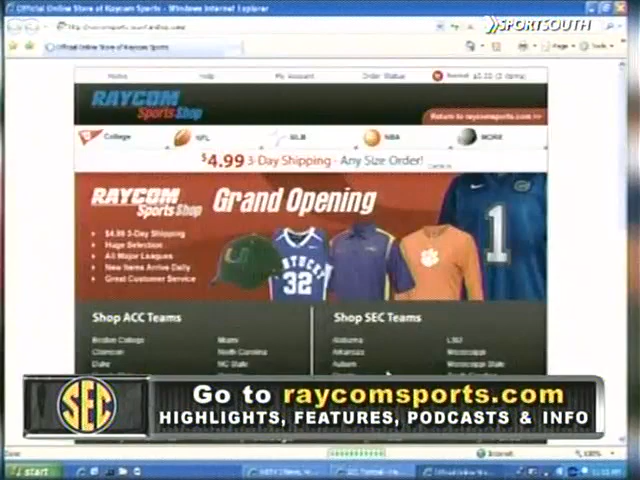 Official Online Store of Raycom Sports - Windows Internet Explorer
SPORTSOUTH
Official Online Store of Raycom Sports
Page
Tools
Home
Help
My Account
Order Status
RAYCOM
Sports Shop
Return to raycomsports.com >>
College
NFL
MLB
NBA
MORE
$4.99 3-Day Shipping - Any Size Order!
RAYCOM
Sports Shop
Grand Opening
$4.99 3-Day Shipping
Huge Selection
All Major Leagues
New Items Arrive Daily
Great Customer Service
U
KENTUCKY
32
1
Shop ACC Teams
Shop SEC Teams
Boston College
Miami
Alabama
LSU
Clemson
North Carolina
Arkansas
Mississippi
Duke
NC State
Auburn
Mississippi State
SEC
Go to raycomsports.com
HIGHLIGHTS, FEATURES, PODCASTS & INFO
Internet
start